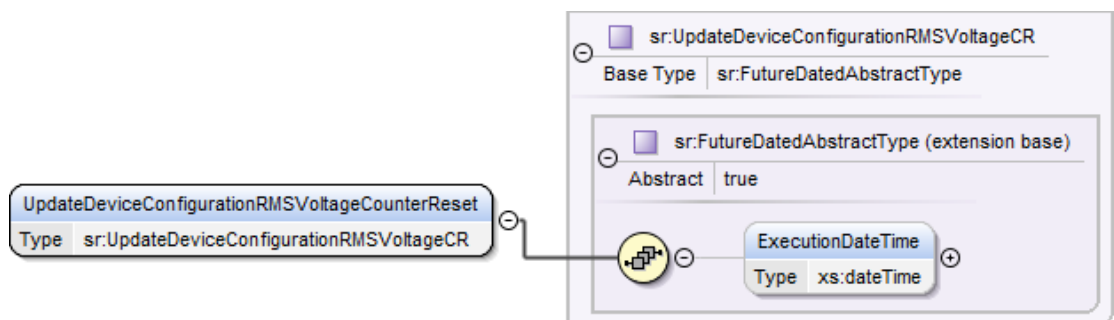 sr:UpdateDeviceConfigurationRMSVoltageCR
Base Type sr:FutureDatedAbstractType
sr:FutureDatedAbstractType (extension base)
Abstract true
UpdateDeviceConfigurationRMSVoltageCounterReset
Type sr:UpdateDeviceConfigurationRMSVoltageCR
ExecutionDateTime
Type xs:dateTime